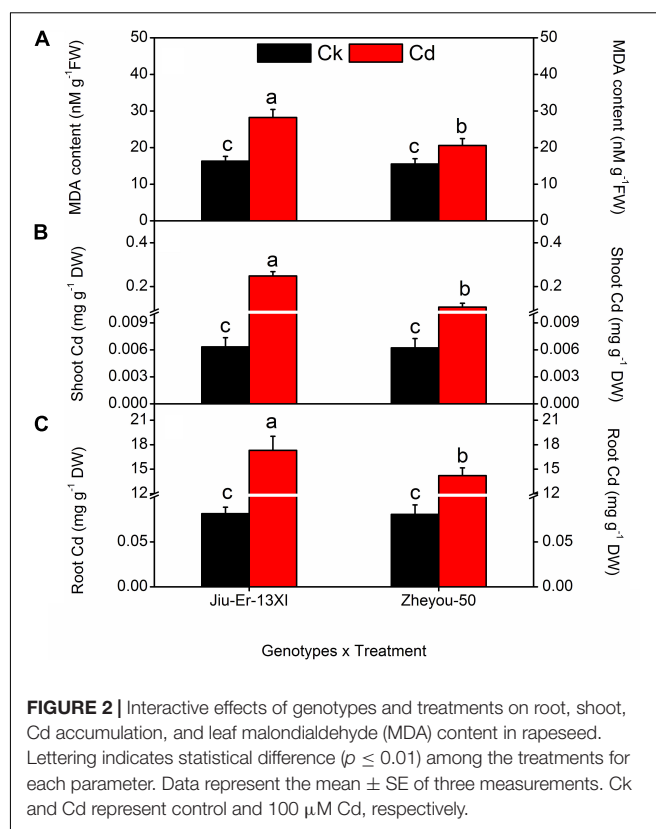 A
50 50
Ck Cd
40 40
MDA content (nM g⁻¹FW)
MDA content (nM g⁻¹FW)
30 a 30
20 c c b 20
10 10
0 0
B
0.4 0.4
Shoot Cd (mg g⁻¹ DW)
Shoot Cd (mg g⁻¹ DW)
a
0.2 b 0.2
0.009 0.009
c c
0.006 0.006
0.003 0.003
0.000 0.000
C
21 21
Root Cd (mg g⁻¹ DW)
Root Cd (mg g⁻¹ DW)
a
18 18
b
15 15
12 12
c c
0.05 0.05
0.00 0.00
Jiu-Er-13XI Zheyou-50
Genotypes x Treatment
FIGURE 2 | Interactive effects of genotypes and treatments on root, shoot,
Cd accumulation, and leaf malondialdehyde (MDA) content in rapeseed.
Lettering indicates statistical difference (p ≤ 0.01) among the treatments for
each parameter. Data represent the mean ± SE of three measurements. Ck
and Cd represent control and 100 μM Cd, respectively.